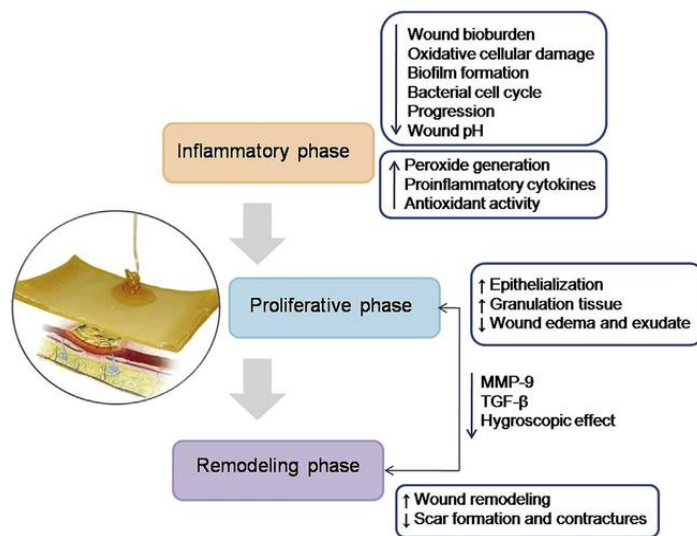 ↓ Wound bioburden
Oxidative cellular damage
Biofilm formation
Bacterial cell cycle
Progression
Wound pH
Inflammatory phase
↑ Peroxide generation
Proinflammatory cytokines
Antioxidant activity
Proliferative phase
↑ Epithelialization
↑ Granulation tissue
↓ Wound edema and exudate
↓ MMP-9
TGF-β
Hygroscopic effect
Remodeling phase
↑ Wound remodeling
↓ Scar formation and contractures